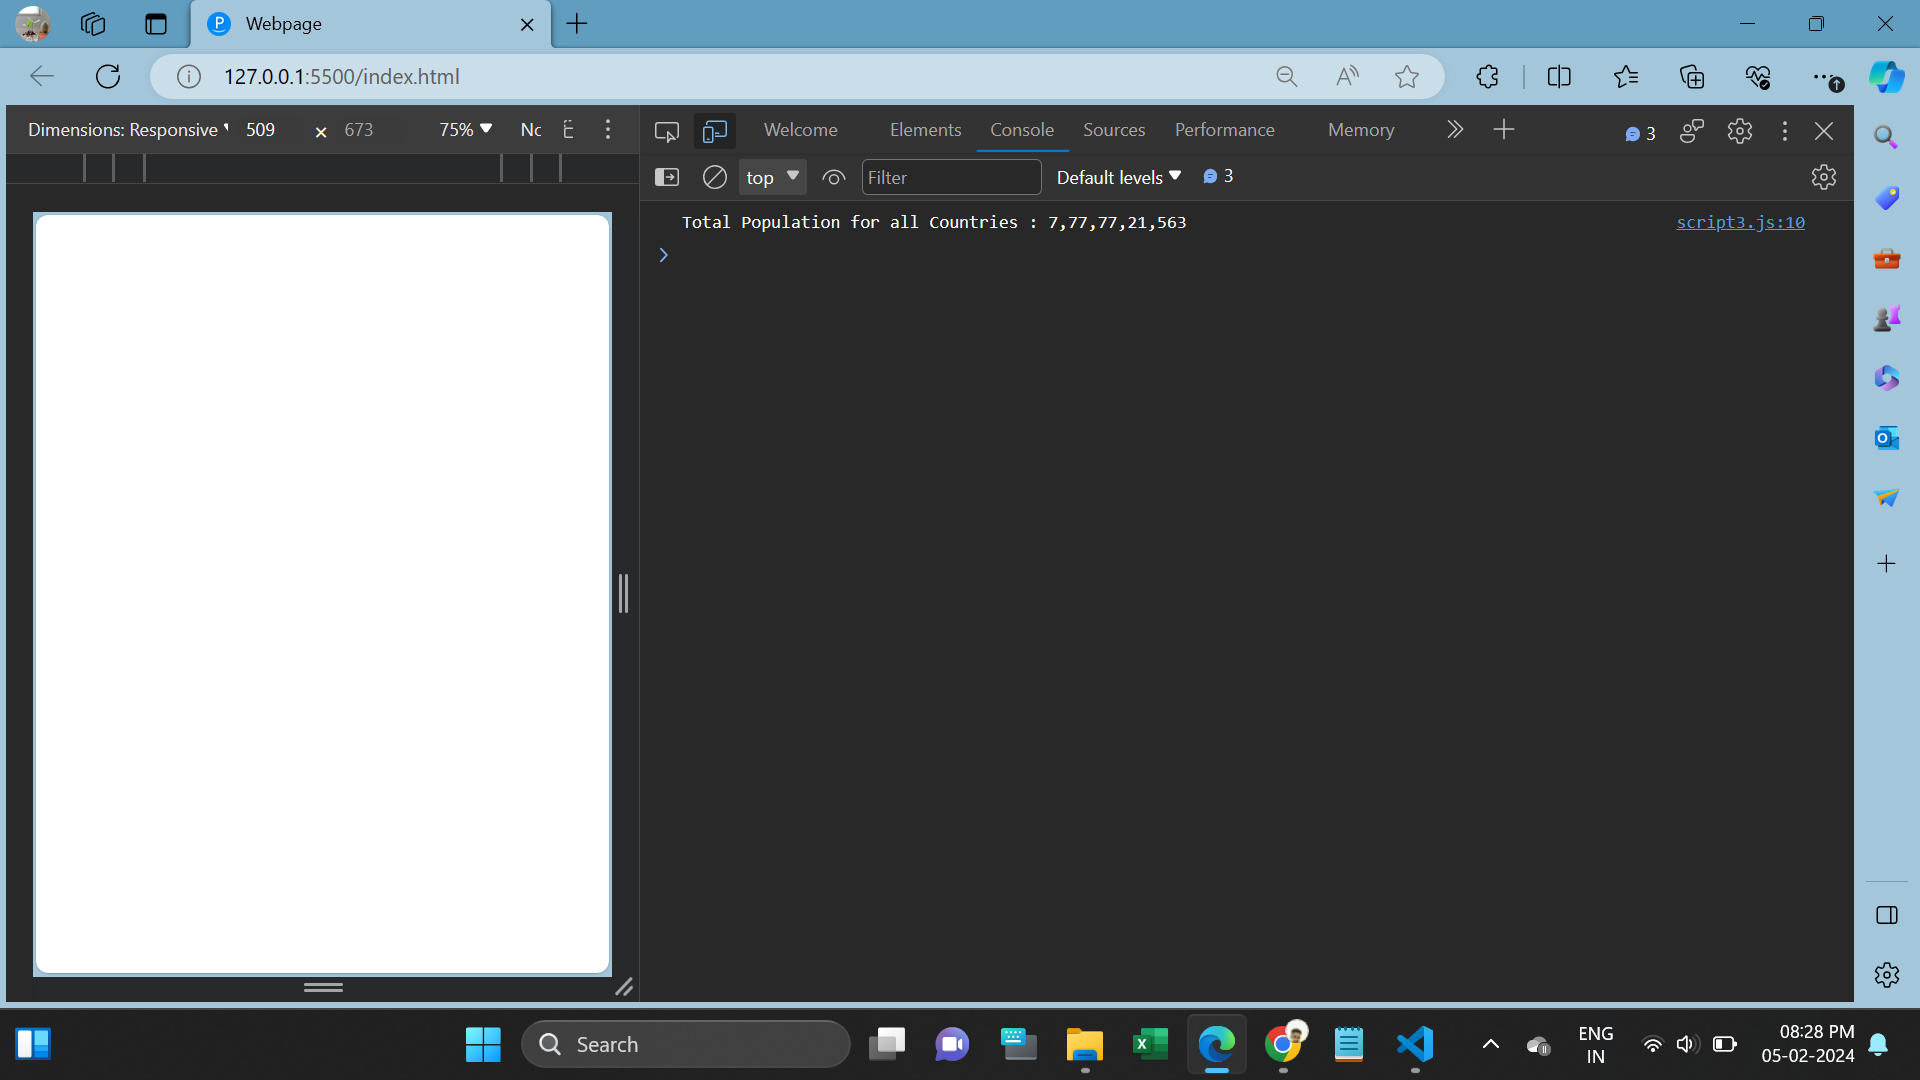 Webpage
127.0.0.1:5500/index.html
Dimensions: Responsive 509 × 673 75% No
Welcome Elements Console Sources Performance Memory 3
top Filter Default levels 3
Total Population for all Countries : 7,77,77,21,563 script3.js:10
Search
ENG
IN
08:28 PM
05-02-2024